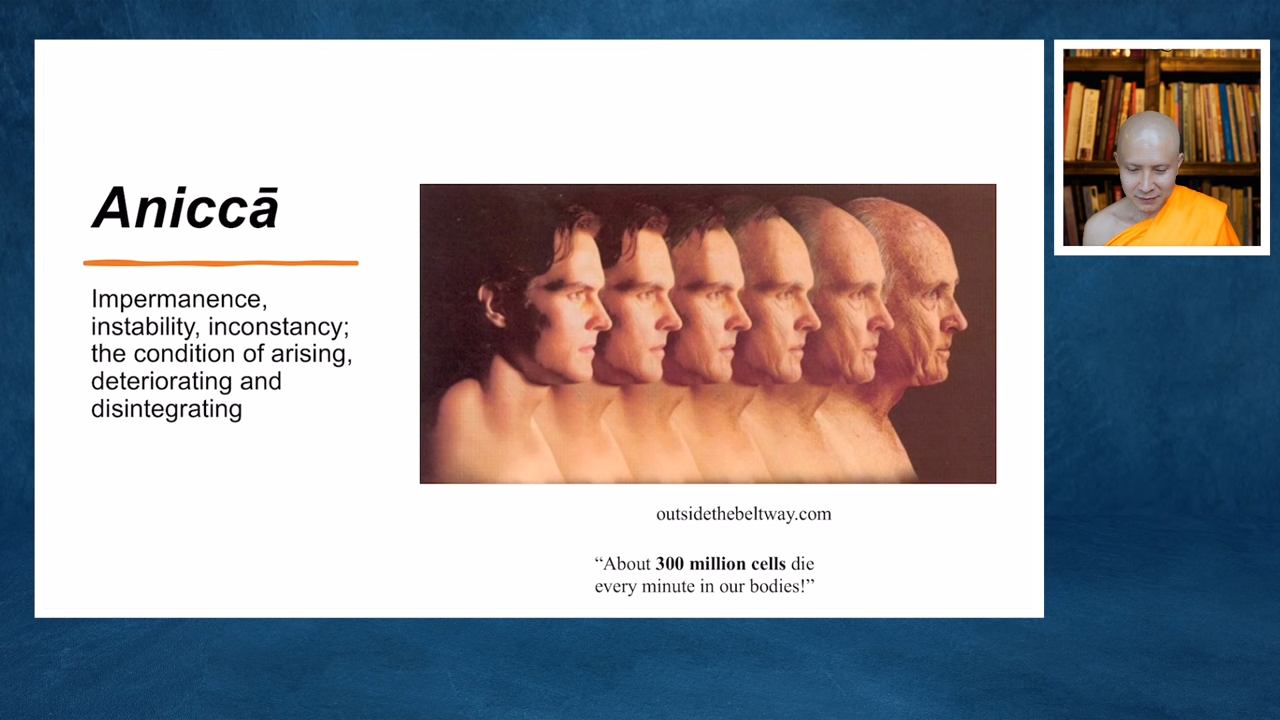 Aniccā
Impermanence,
instability, inconstancy;
the condition of arising,
deteriorating and
disintegrating
outsidethebeltway.com
“About 300 million cells die
every minute in our bodies!”